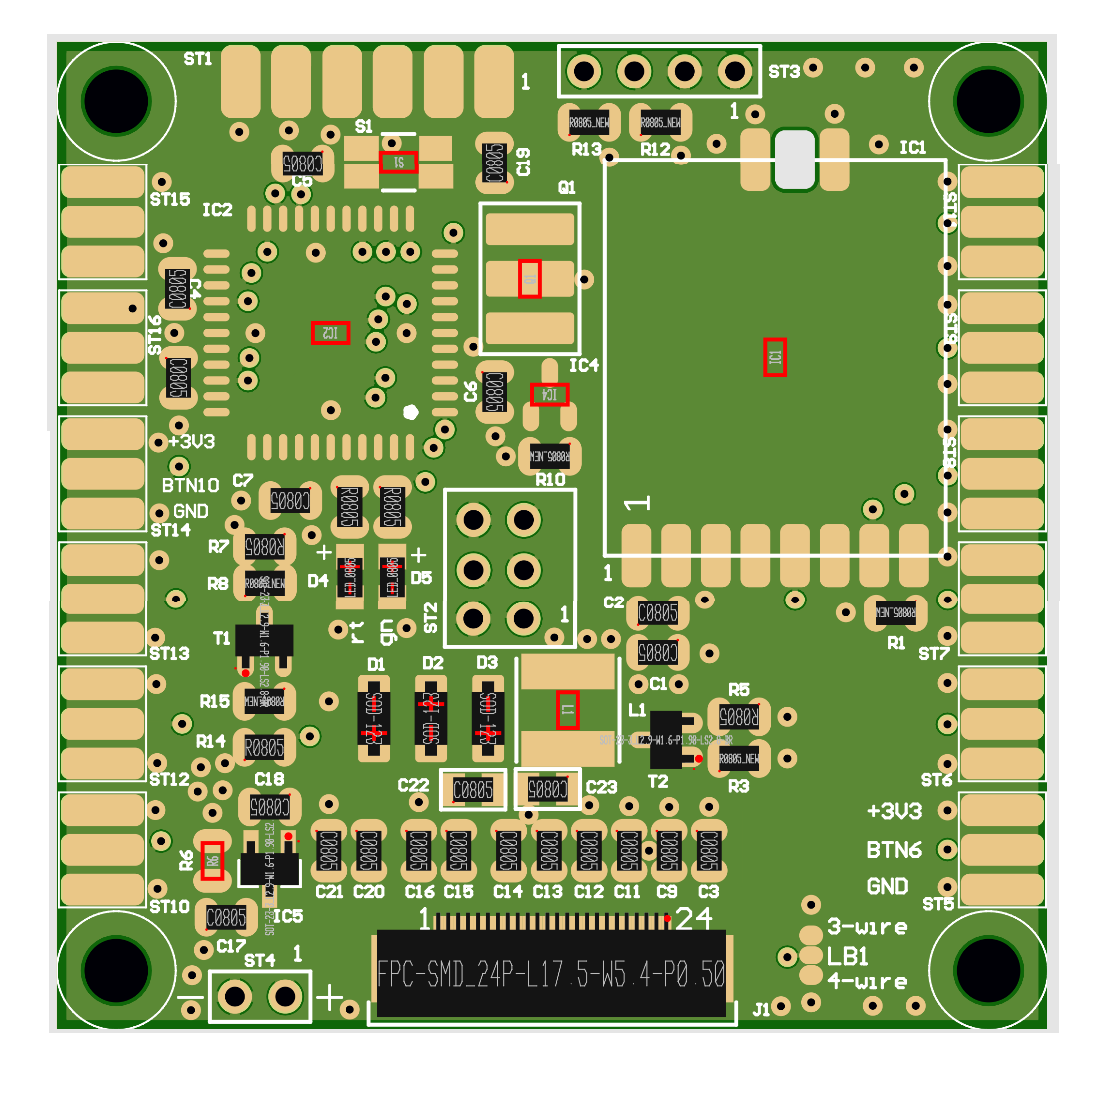 ST1
1
ST3
S1
S1
1
R0805_NEW
R0805_NEW
R13
R12
IC1
C0805
C5
C0805
C19
Q1
ST15
IC2
C0805
C4
IC2
IC1
ST16
C0805
IC4
IC4
C6
C0805
+3V3
R0805_NEW
R10
BTN10
C7
GND
C0805
R0805
R0805
1
ST14
R7
R0805
R8
R0805_NEW
+
+
D4
D5
LED_0805
LED_0805
ST2
1
1
C2
C0805
R0805_NEW
R1
T1
rt
gn
C0805
C1
ST13
ST7
D1
D2
D3
R15
R0805_NEW
SOD-123
SOD-123
L1
L1
R5
R0805
R14
R0805
T2
R0805_NEW
R3
ST12
C18
C22
C0805
C0805
C23
ST6
C0805
+3V3
R6
R6
C0805
C0805
C0805
C0805
C0805
C0805
C0805
C0805
C0805
C0805
BTN6
C21
C20
C16
C15
C14
C13
C12
C11
C9
C3
GND
ST10
C0805
IC5
C17
1
24
ST5
3-wire
ST4
1
LB1
FPC-SMD_24P-L17.5-W5.4-P0.50
4-wire
−
+
J1